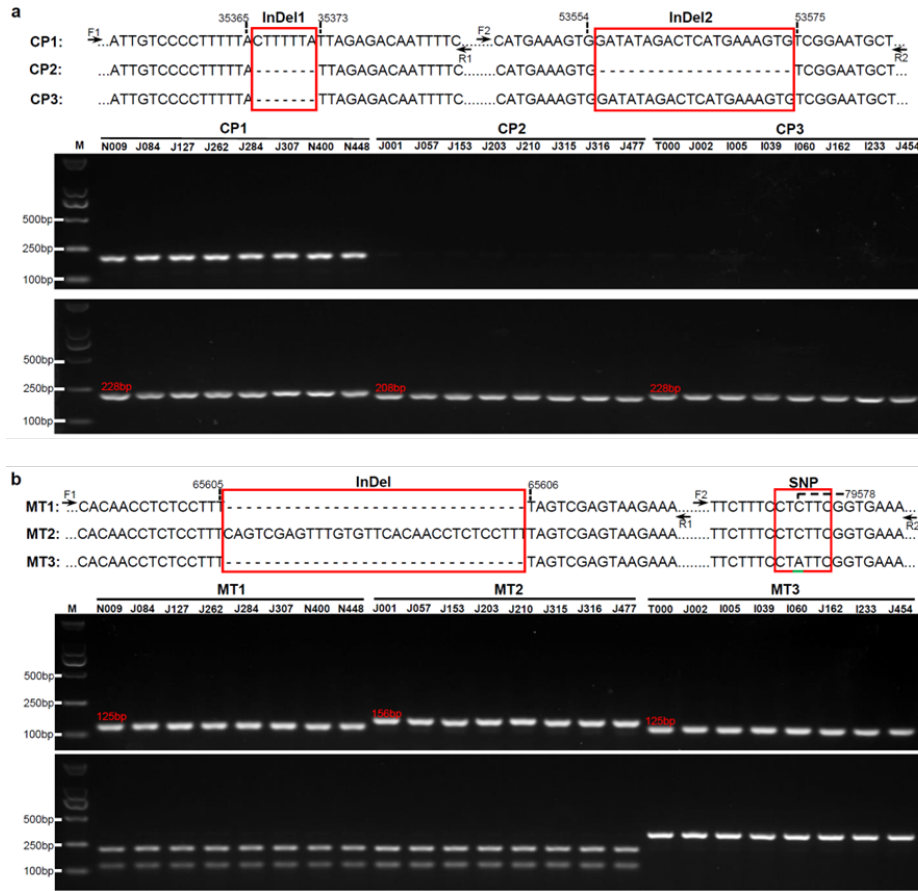 a
35365 35373 53554 53575
InDel1 InDel2
F1 F2
CP1: ...ATTGTCCCCTTTTTACTTTTTATTAGAGACAATTTTC........CATGAAAGTGGATATAGACTCATGAAAGTGTCGGAATGCT...
R1 R2
CP2: ...ATTGTCCCCTTTTTA-------TTAGAGACAATTTTC........CATGAAAGTG--------------------TCGGAATGCT...
CP3: ...ATTGTCCCCTTTTTA-------TTAGAGACAATTTTC........CATGAAAGTGGATATAGACTCATGAAAGTGTCGGAATGCT...
CP1 CP2 CP3
M N009 J084 J127 J262 J284 J307 N400 N448 J001 J057 J153 J203 J210 J315 J316 J477 T000 J002 I005 I039 I060 J162 I233 J454
500bp
250bp
100bp
500bp
250bp 228bp 208bp 228bp
100bp
b
65605 65606
InDel SNP
F1 F2 79578
MT1: ...CACAACCTCTCCTTT-------------------------------TAGTCGAGTAAGAAA........TTCTTTCCTCTTCGGTGAAA...
R1 R2
MT2: ...CACAACCTCTCCTTTCAGTCGAGTTTGTGTTCACAACCTCTCCTTTTAGTCGAGTAAGAAA........TTCTTTCCTCTTCGGTGAAA...
MT3: ...CACAACCTCTCCTTT-------------------------------TAGTCGAGTAAGAAA........TTCTTTCCTATTCGGTGAAA...
MT1 MT2 MT3
M N009 J084 J127 J262 J284 J307 N400 N448 J001 J057 J153 J203 J210 J315 J316 J477 T000 J002 I005 I039 I060 J162 I233 J454
500bp
250bp
125bp 156bp 125bp
100bp
500bp
250bp
100bp